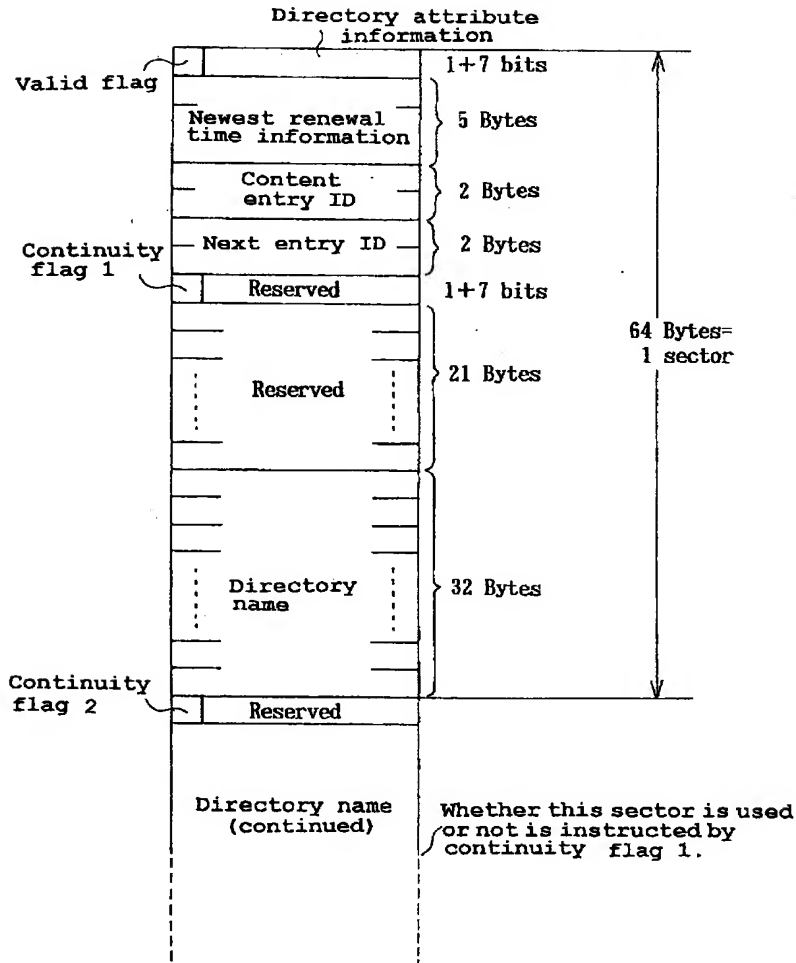 Directory attribute
information
1+7 bits
Valid flag
Newest renewal
time information
5 Bytes
Content
entry ID
2 Bytes
Continuity
flag 1
Next entry ID
2 Bytes
Reserved
1+7 bits
64 Bytes=
1 sector
Reserved
21 Bytes
Directory
name
32 Bytes
Continuity
flag 2
Reserved
Directory name
(continued)
Whether this sector is used
or not is instructed by
continuity flag 1.